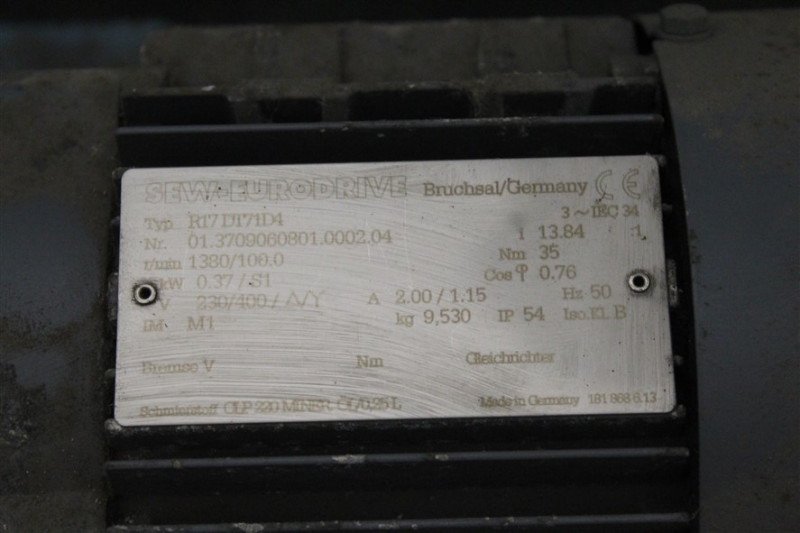 SEW-EURODRIVE Bruchsal/Germany CE
3~IEC 34
Typ R17 DT71D4
Nr. 01.3709060801.0002.04 i 13.84 :1
r/min 1380/100.0 Nm 35
kW 0.37 / S1 Cos φ 0.76
V 230/400 / △/Y A 2.00 / 1.15 Hz 50
IM M1 kg 9,530 IP 54 Iso.Kl. B
Bremse V Nm Gleichrichter
Schmierstoff CLP 220 MINER. Öl/0.25 L Made in Germany 181 868 6.13